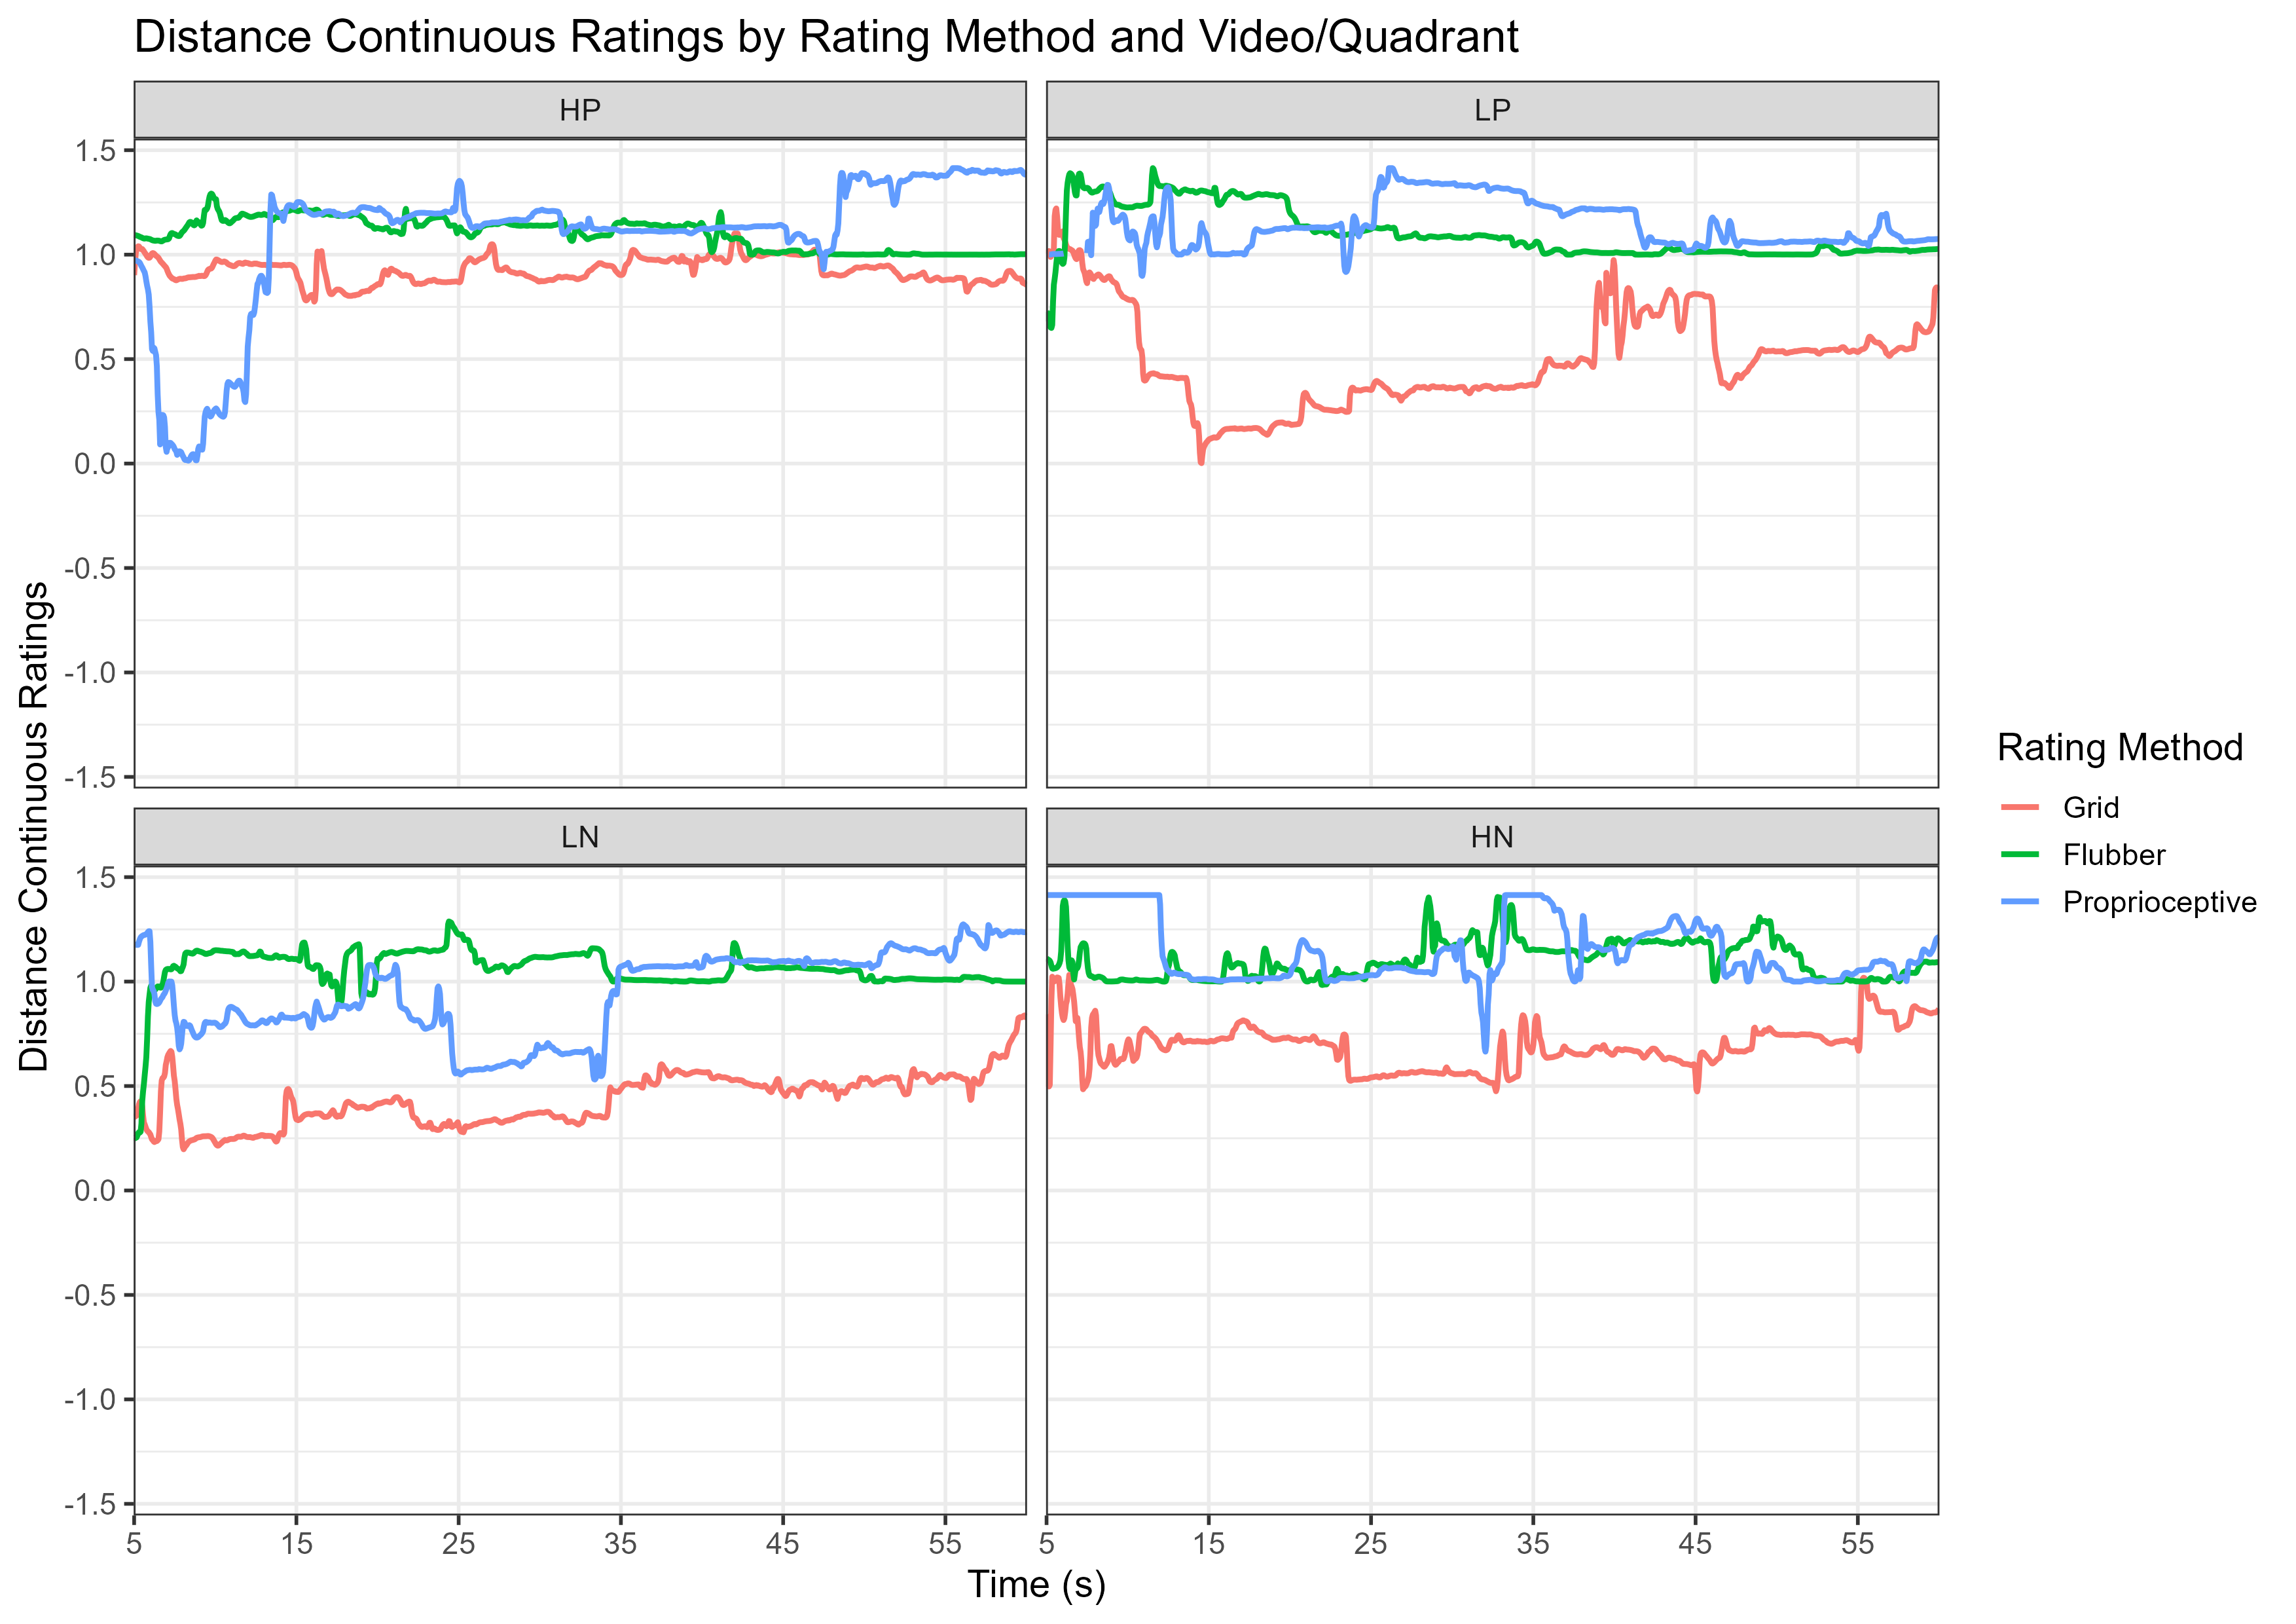 Distance Continuous Ratings by Rating Method and Video/Quadrant
HP
LP
1.5
1.0
0.5
0.0
-0.5
-1.0
-1.5
LN
HN
1.5
1.0
0.5
0.0
-0.5
-1.0
-1.5
5 15 25 35 45 55
5 15 25 35 45 55
Time (s)
Distance Continuous Ratings
Rating Method
Grid
Flubber
Proprioceptive